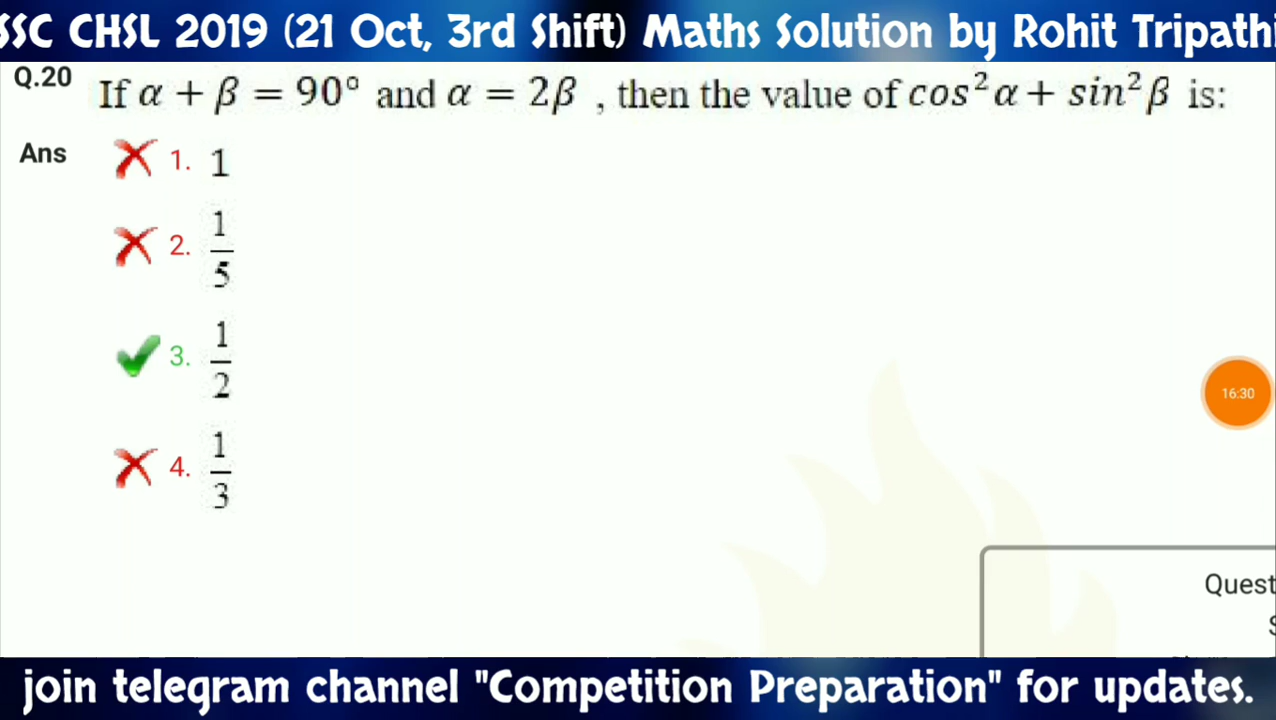 SSC CHSL 2019 (21 Oct, 3rd Shift) Maths Solution by Rohit Tripathi
Q.20 If α + β = 90° and α = 2β , then the value of cos²α + sin²β is:
Ans 1. 1
2. 1/5
3. 1/2
4. 1/3
16:30
Quest
join telegram channel "Competition Preparation" for updates.